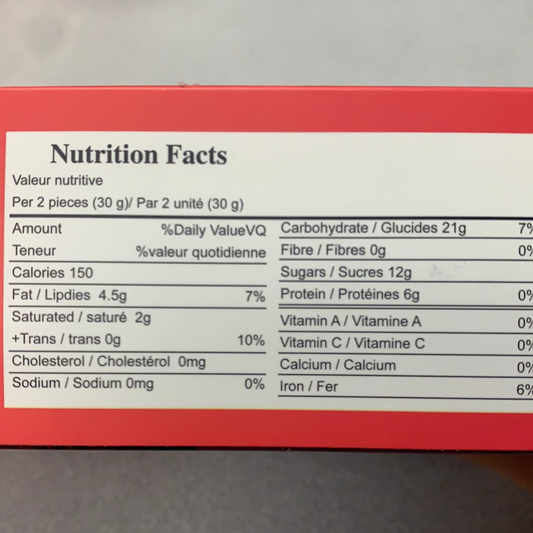 Nutrition Facts
Valeur nutritive
Per 2 pieces (30 g)/ Par 2 unité (30 g)
Amount %Daily ValueVQ
Teneur %valeur quotidienne
Calories 150
Fat / Lipdies 4.5g 7%
Saturated / saturé 2g
+Trans / trans 0g 10%
Cholesterol / Cholestérol 0mg
Sodium / Sodium 0mg 0%
Carbohydrate / Glucides 21g 7%
Fibre / Fibres 0g 0%
Sugars / Sucres 12g
Protein / Protéines 6g 0%
Vitamin A / Vitamine A 0%
Vitamin C / Vitamine C 0%
Calcium / Calcium 0%
Iron / Fer 6%